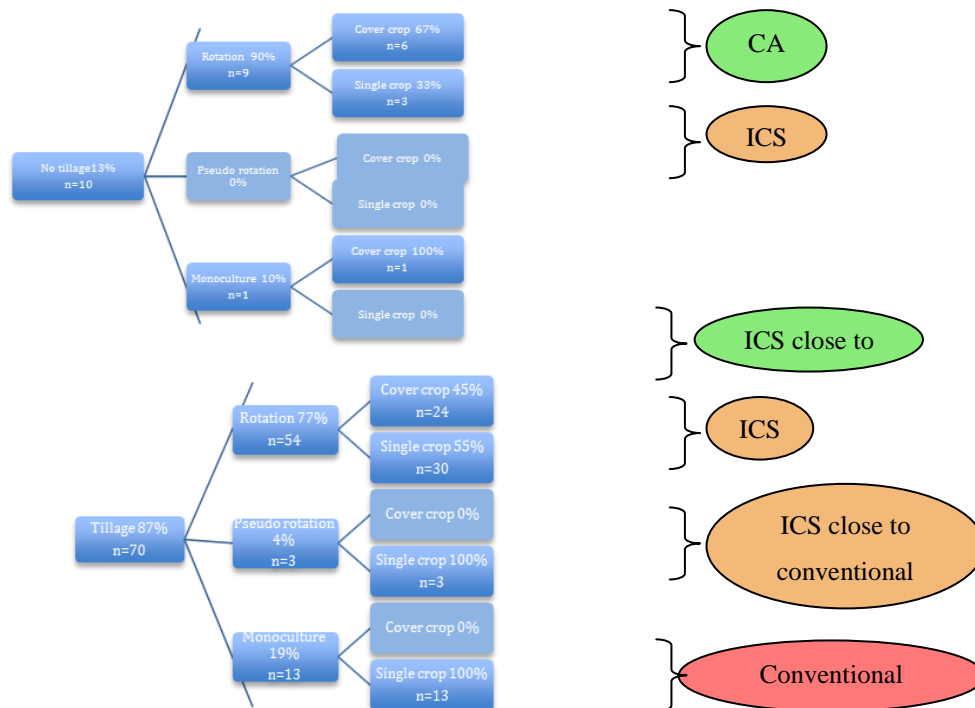 Cover crop 67%
n=6
CA
Rotation 90%
n=9
Single crop 33%
n=3
ICS
No tillage13%
n=10
Pseudo rotation
0%
Cover crop 0%
Single crop 0%
Monoculture 10%
n=1
Cover crop 100%
n=1
Single crop 0%
ICS close to
Cover crop 45%
n=24
Rotation 77%
n=54
Single crop 55%
n=30
ICS
Tillage 87%
n=70
Pseudo rotation
4%
n=3
Cover crop 0%
Single crop 100%
n=3
ICS close to
conventional
Monoculture
19%
n=13
Cover crop 0%
Single crop 100%
n=13
Conventional